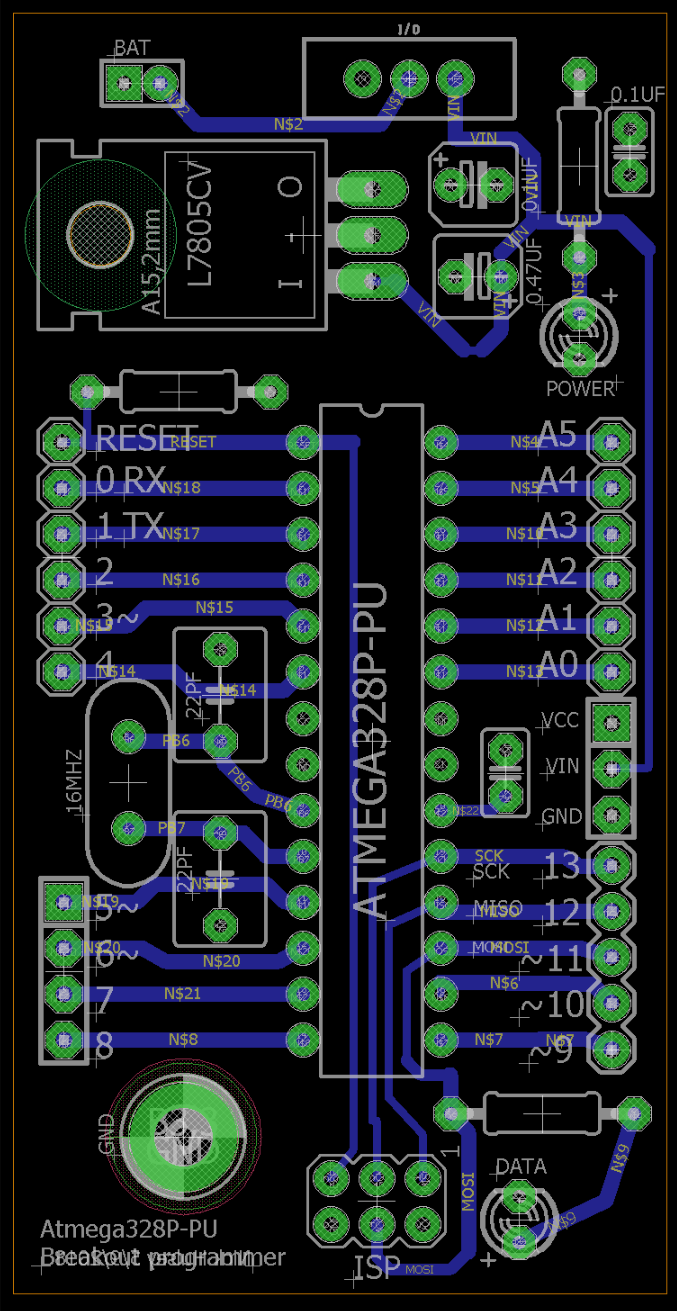 BAT
I/O
N$2
N$2
N$2
VIN
VIN
0.1UF
VIN
VIN
VIN
VIN
VIN
0.47UF
A15,2mm
L7805CV
O
-
I
+
+
+
N$3
POWER
RESET
RESET
0 RX
N$18
1 TX
N$17
2
N$16
3~
N$15
N$15
4
N$14
N$14
22PF
PB6
PB6
PB6
16MHZ
PB7
22PF
ATMEGA328P-PU
N$4
A5
N$5
A4
A3
A2
N$12
A1
N$13
A0
VCC
VIN
GND
N$22
SCK
SCK
13
MISO
12
MOSI
MOSI
~11
N$6
~10
N$7
N$7
~9
5~
N$19
N$19
6~
N$20
N$20
7
N$21
8
N$8
GND
1
MOSI
MOSI
DATA
N$9
N$9
+
ISP
Atmega328P-PU
Breakout programmer